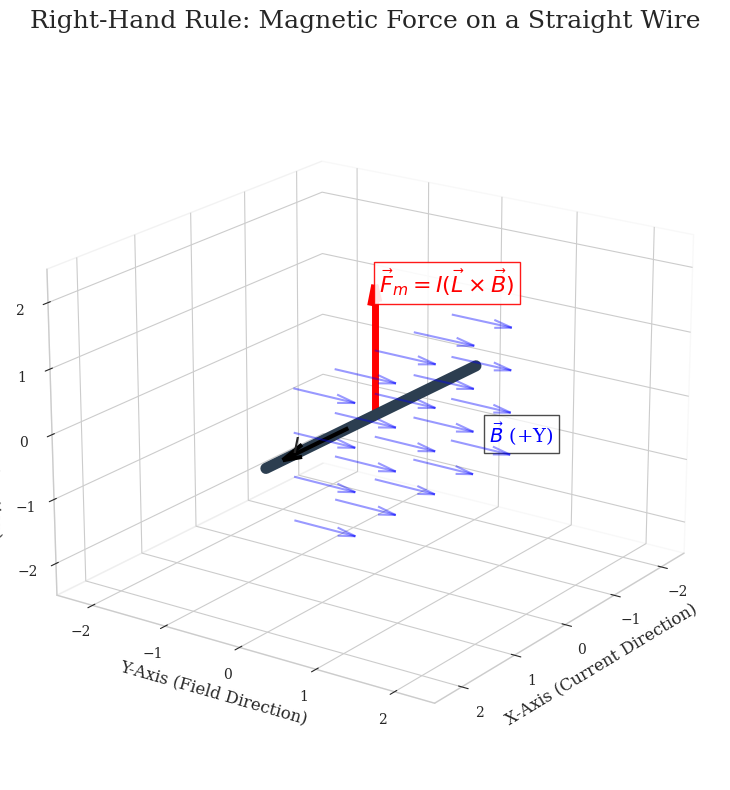 Right-Hand Rule: Magnetic Force on a Straight Wire
$\vec{F}_m = I(\vec{L} \times \vec{B})$
$\vec{B}$ (+Y)
I
2
1
0
−1
−2
−2
−1
0
1
2
Y-Axis (Field Direction)
−2
−1
0
1
2
X-Axis (Current Direction)